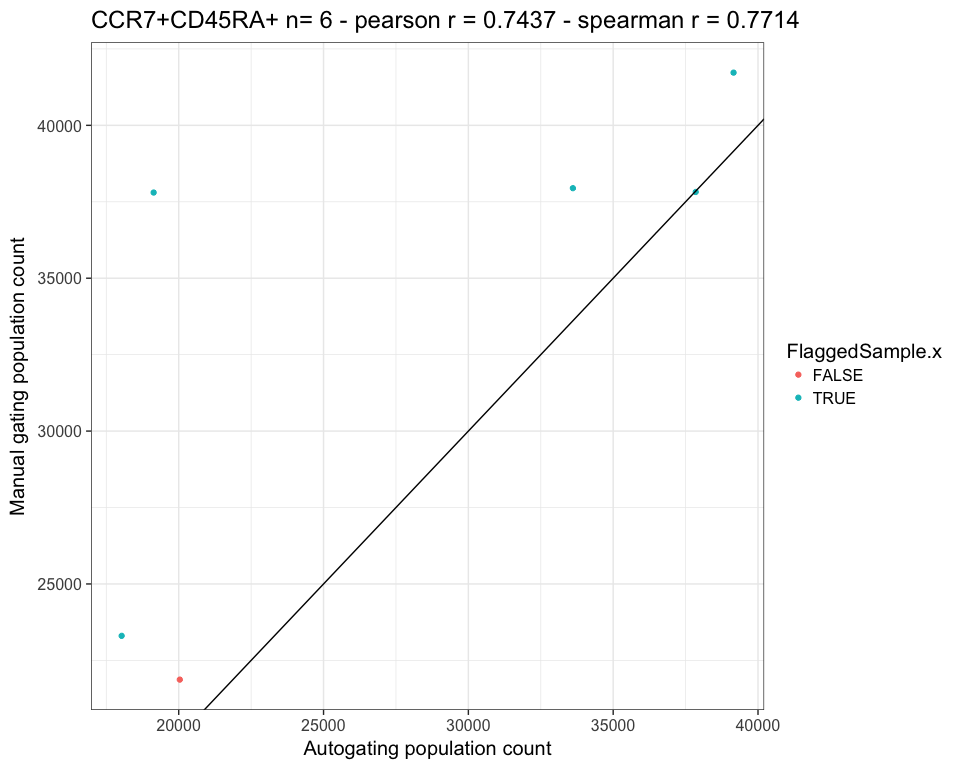 CCR7+CD45RA+ n= 6 - pearson r = 0.7437 - spearman r = 0.7714
Manual gating population count
40000
35000
30000
25000
20000 25000 30000 35000 40000
Autogating population count
FlaggedSample.x
FALSE
TRUE